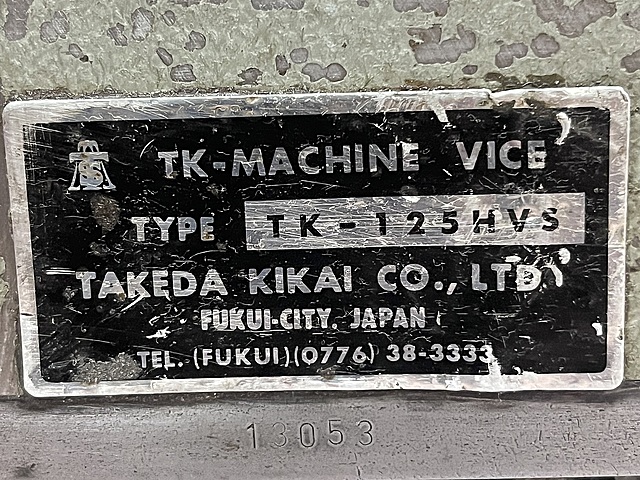 TK-MACHINE VICE
TYPE TK-125HVS
TAKEDA KIKAI CO., LTD
FUKUI-CITY. JAPAN
TEL. (FUKUI)(0776) 38-3333
13053